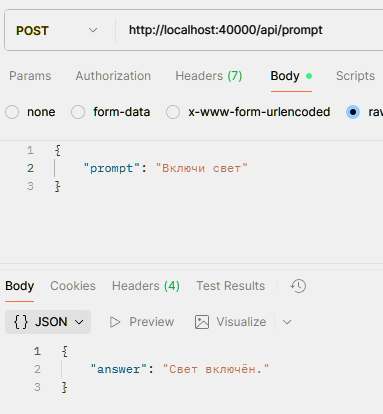 POST http://localhost:40000/api/prompt
Params Authorization Headers (7) Body Scripts
none form-data x-www-form-urlencoded
1 {
2 "prompt": "Включи свет"
3 }
Body Cookies Headers (4) Test Results
{} JSON Preview Visualize
1 {
2 "answer": "Свет включён."
3 }